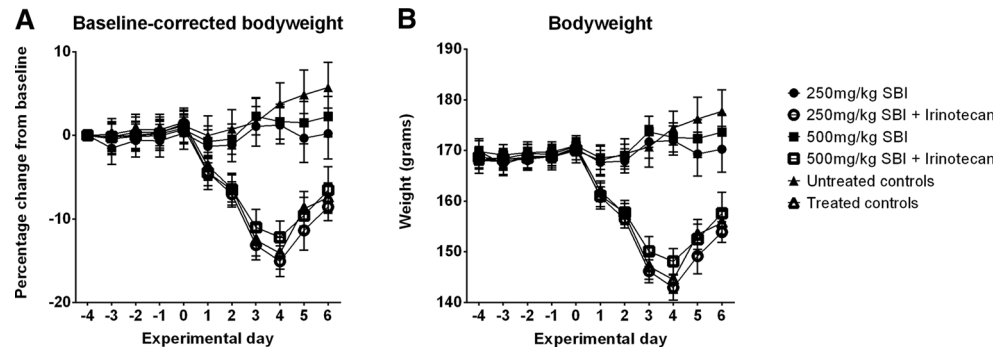 A Baseline-corrected bodyweight
Percentage change from baseline
10
0
-10
-20
-4 -3 -2 -1 0 1 2 3 4 5 6
Experimental day
B Bodyweight
Weight (grams)
190
180
170
160
150
140
-4 -3 -2 -1 0 1 2 3 4 5 6
Experimental day
250mg/kg SBI
250mg/kg SBI + Irinotecan
500mg/kg SBI
500mg/kg SBI + Irinotecan
Untreated controls
Treated controls